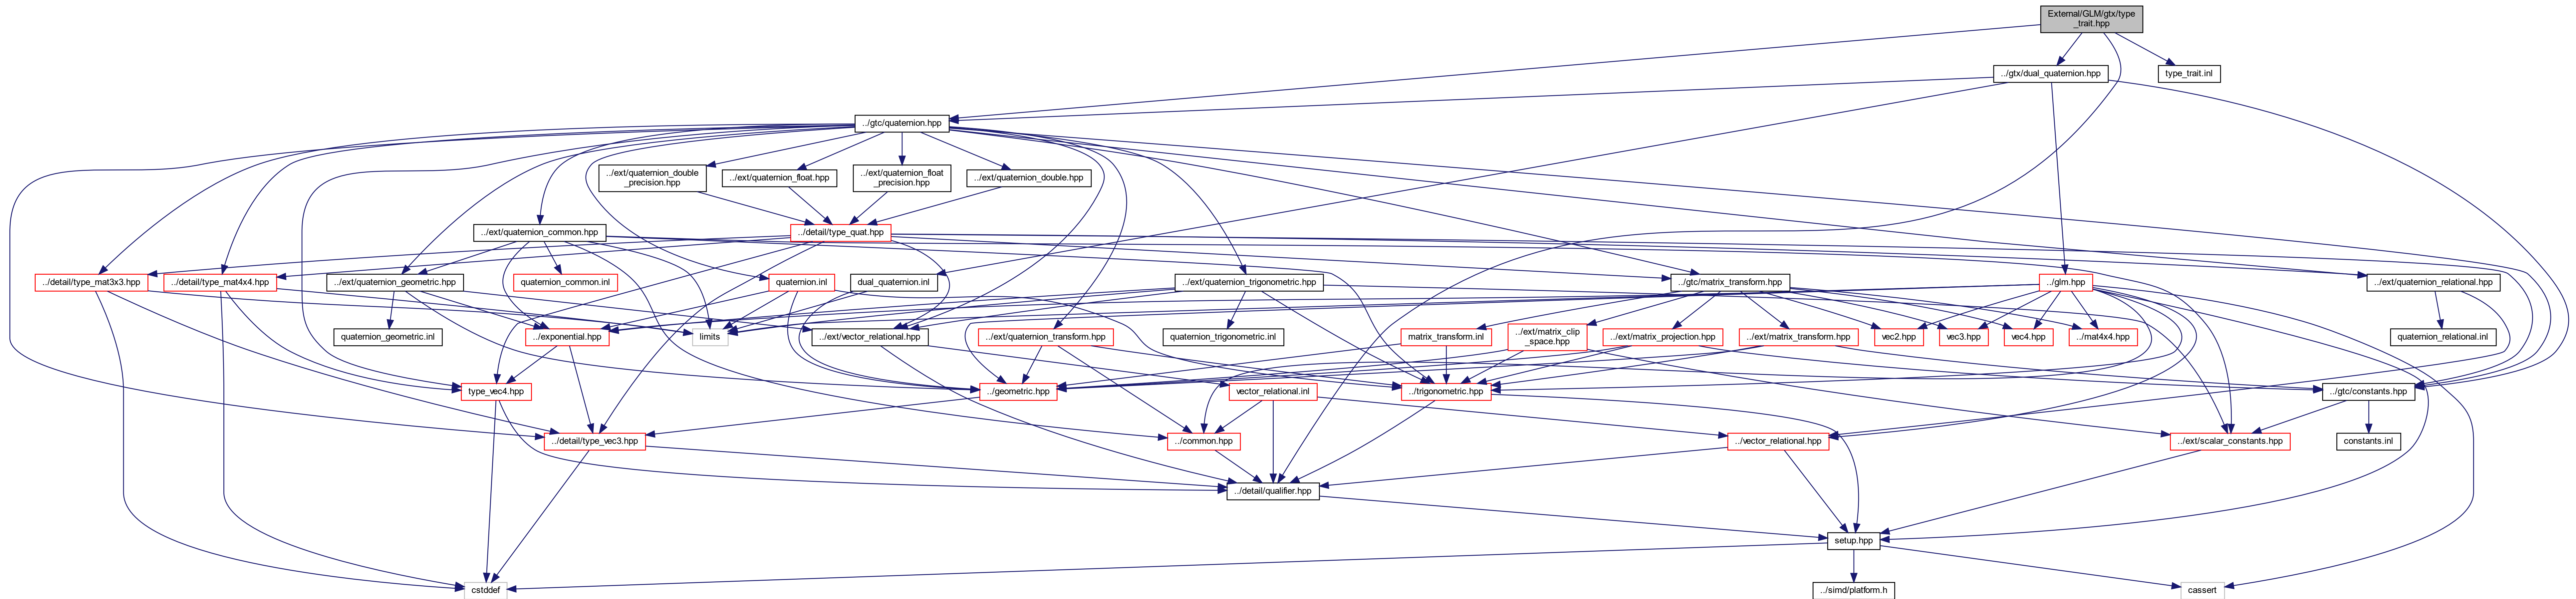 External/GLM/gtx/type
_trait.hpp
../gtx/dual_quaternion.hpp
type_trait.inl
../gtc/quaternion.hpp
../ext/quaternion_double
_precision.hpp
../ext/quaternion_float.hpp
../ext/quaternion_float
_precision.hpp
../ext/quaternion_double.hpp
../ext/quaternion_common.hpp
../detail/type_quat.hpp
../detail/type_mat3x3.hpp
../detail/type_mat4x4.hpp
../ext/quaternion_geometric.hpp
quaternion_common.inl
quaternion.inl
dual_quaternion.inl
../ext/quaternion_trigonometric.hpp
../gtc/matrix_transform.hpp
../glm.hpp
../ext/quaternion_relational.hpp
quaternion_geometric.inl
../exponential.hpp
limits
../ext/vector_relational.hpp
../ext/quaternion_transform.hpp
quaternion_trigonometric.inl
matrix_transform.inl
../ext/matrix_clip
_space.hpp
../ext/matrix_projection.hpp
../ext/matrix_transform.hpp
vec2.hpp
vec3.hpp
vec4.hpp
../mat4x4.hpp
quaternion_relational.inl
type_vec4.hpp
../geometric.hpp
vector_relational.inl
../trigonometric.hpp
../gtc/constants.hpp
../detail/type_vec3.hpp
../common.hpp
../vector_relational.hpp
../ext/scalar_constants.hpp
constants.inl
../detail/qualifier.hpp
setup.hpp
cstddef
../simd/platform.h
cassert